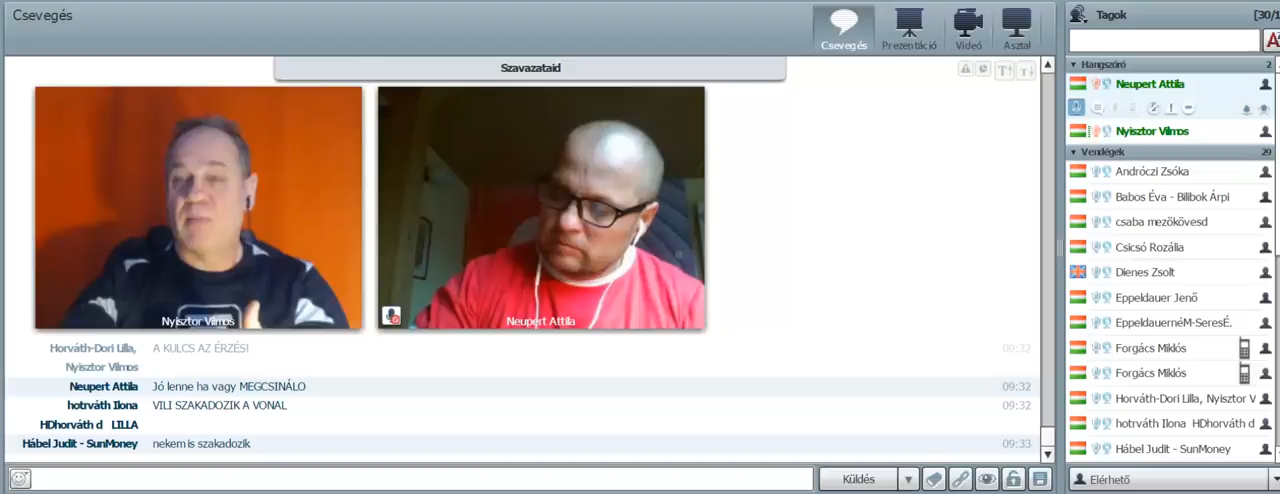 Csevegés
Csevegés Prezentáció Videó Asztal
Szavazataid
Nyisztor Vilmos
Neupert Attila
Horváth-Dori Lilla, A KULCS AZ ÉRZÉS! 09:32
Nyisztor Vilmos
Neupert Attila Jó lenne ha vagy MEGCSINÁLO 09:32
hotrváth Ilona VILI SZAKADOZIK A VONAL 09:32
HDhorváth d LILLA
Hábel Judit - SunMoney nekem is szakadozik 09:33
Küldés
Tagok [30/1
Hangszóró 2
Neupert Attila
Nyisztor Vilmos
Vendégek 29
Andróczi Zsóka
Babos Éva - Bilibok Árpi
csaba mezökövesd
Csicsó Rozália
Dienes Zsolt
Eppeldauer Jenő
EppeldauernéM-SeresÉ.
Forgács Miklós
Forgács Miklós
Horváth-Dori Lilla, Nyisztor V
hotrváth Ilona HDhorváth d
Hábel Judit - SunMoney
Elérhető